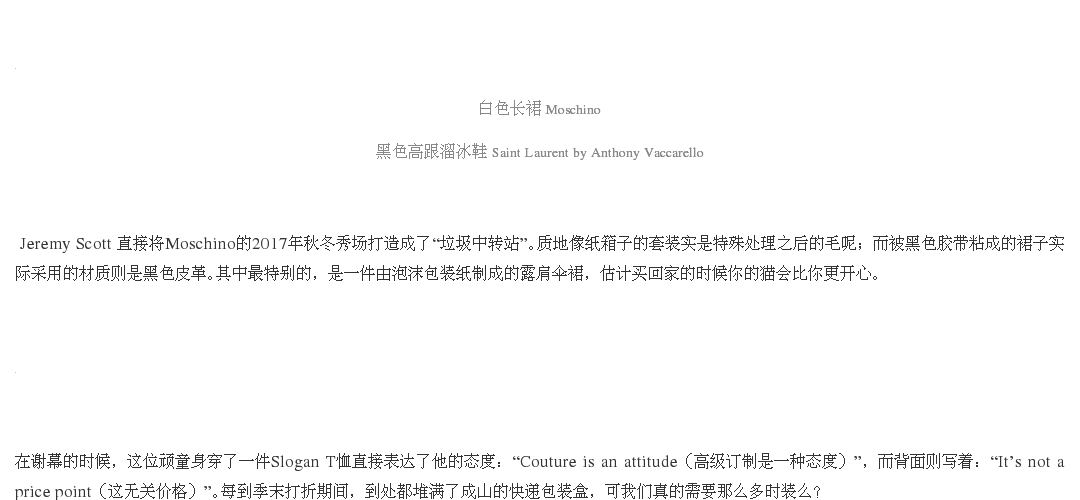 白色长裙 Moschino
黑色高跟溜冰鞋 Saint Laurent by Anthony Vaccarello
Jeremy Scott 直接将Moschino的2017年秋冬秀场打造成了“垃圾中转站”。质地像纸箱子的套装实是特殊处理之后的毛呢；而被黑色胶带粘成的裙子实
际采用的材质则是黑色皮革。其中最特别的，是一件由泡沫包装纸制成的露肩伞裙，估计买回家的时候你的猫会比你更开心。
在谢幕的时候，这位顽童身穿了一件Slogan T恤直接表达了他的态度：“Couture is an attitude（高级订制是一种态度）”，而背面则写着：“It’s not a
price point（这无关价格）”。每到季末打折期间，到处都堆满了成山的快递包装盒，可我们真的需要那么多时装么？